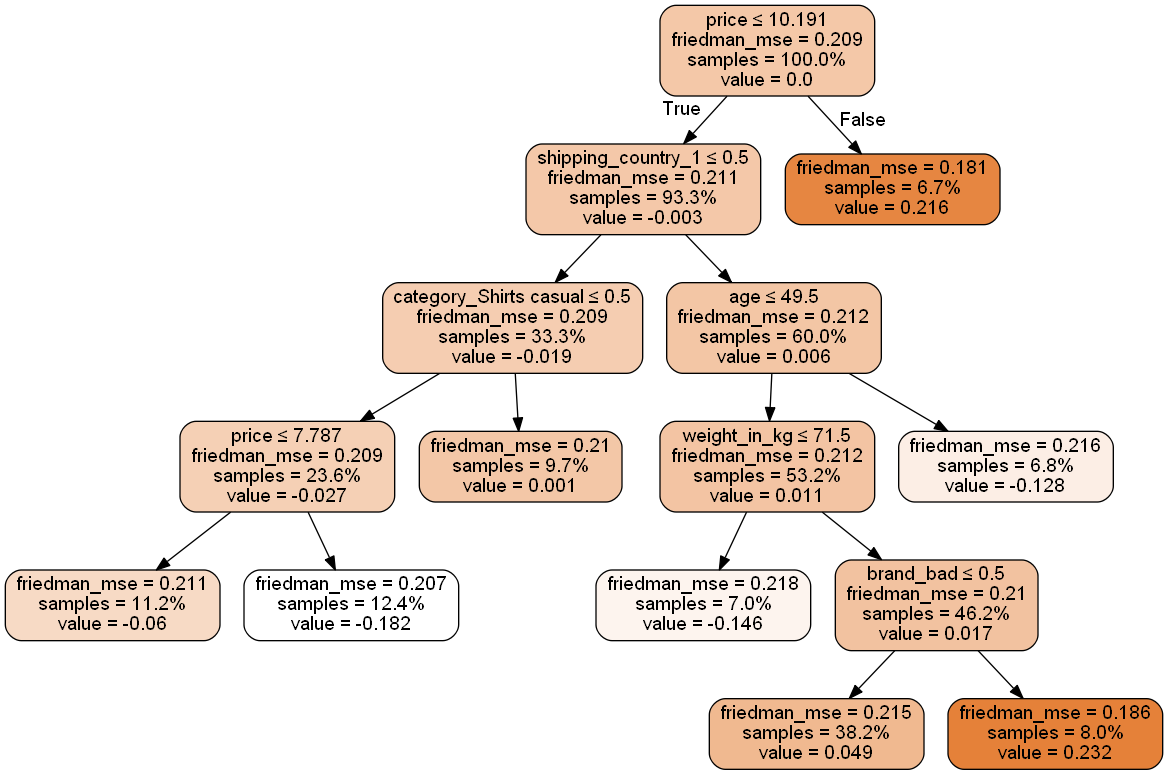 price ≤ 10.191
friedman_mse = 0.209
samples = 100.0%
value = 0.0
True
False
shipping_country_1 ≤ 0.5
friedman_mse = 0.211
samples = 93.3%
value = -0.003
friedman_mse = 0.181
samples = 6.7%
value = 0.216
category_Shirts casual ≤ 0.5
friedman_mse = 0.209
samples = 33.3%
value = -0.019
age ≤ 49.5
friedman_mse = 0.212
samples = 60.0%
value = 0.006
price ≤ 7.787
friedman_mse = 0.209
samples = 23.6%
value = -0.027
friedman_mse = 0.21
samples = 9.7%
value = 0.001
weight_in_kg ≤ 71.5
friedman_mse = 0.212
samples = 53.2%
value = 0.011
friedman_mse = 0.216
samples = 6.8%
value = -0.128
friedman_mse = 0.211
samples = 11.2%
value = -0.06
friedman_mse = 0.207
samples = 12.4%
value = -0.182
friedman_mse = 0.218
samples = 7.0%
value = -0.146
brand_bad ≤ 0.5
friedman_mse = 0.21
samples = 46.2%
value = 0.017
friedman_mse = 0.215
samples = 38.2%
value = 0.049
friedman_mse = 0.186
samples = 8.0%
value = 0.232